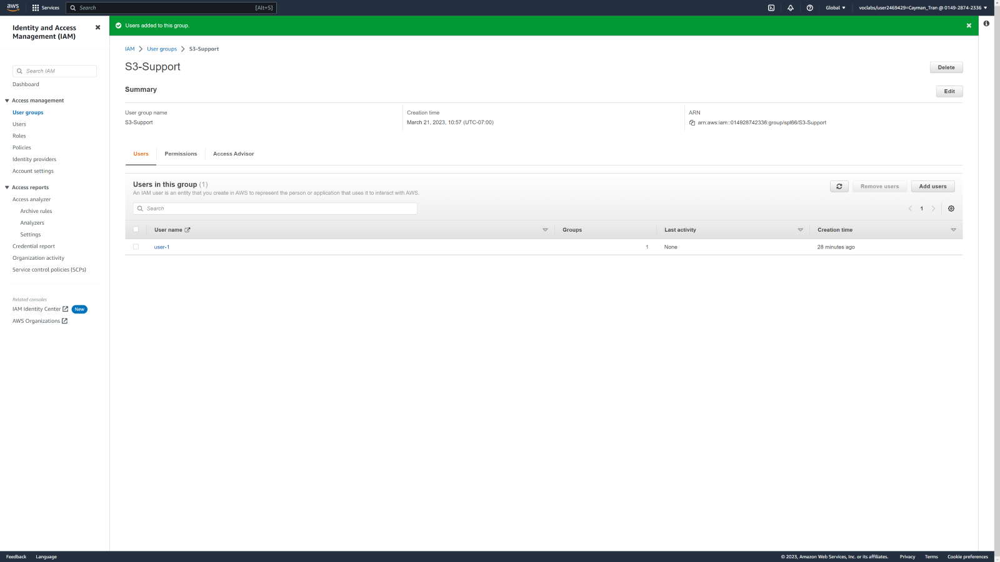 aws
Services
Search
[Alt+S]
Global
voclabs/user2469429=Cayman_Tran @ 0149-2874-2336
Identity and Access
Management (IAM)
Search IAM
Dashboard
Access management
User groups
Users
Roles
Policies
Identity providers
Account settings
Access reports
Access analyzer
Archive rules
Analyzers
Settings
Credential report
Organization activity
Service control policies (SCPs)
Related consoles
IAM Identity Center
New
AWS Organizations
Users added to this group.
IAM
User groups
S3-Support
S3-Support
Delete
Summary
Edit
User group name
S3-Support
Creation time
March 21, 2023, 10:57 (UTC-07:00)
ARN
arn:aws:iam::014928742336:group/spl66/S3-Support
Users
Permissions
Access Advisor
Users in this group (1)
An IAM user is an entity that you create in AWS to represent the person or application that uses it to interact with AWS.
Remove users
Add users
Search
1
User name
Groups
Last activity
Creation time
user-1
1
None
28 minutes ago
Feedback
Language
© 2023, Amazon Web Services, Inc. or its affiliates.
Privacy
Terms
Cookie preferences